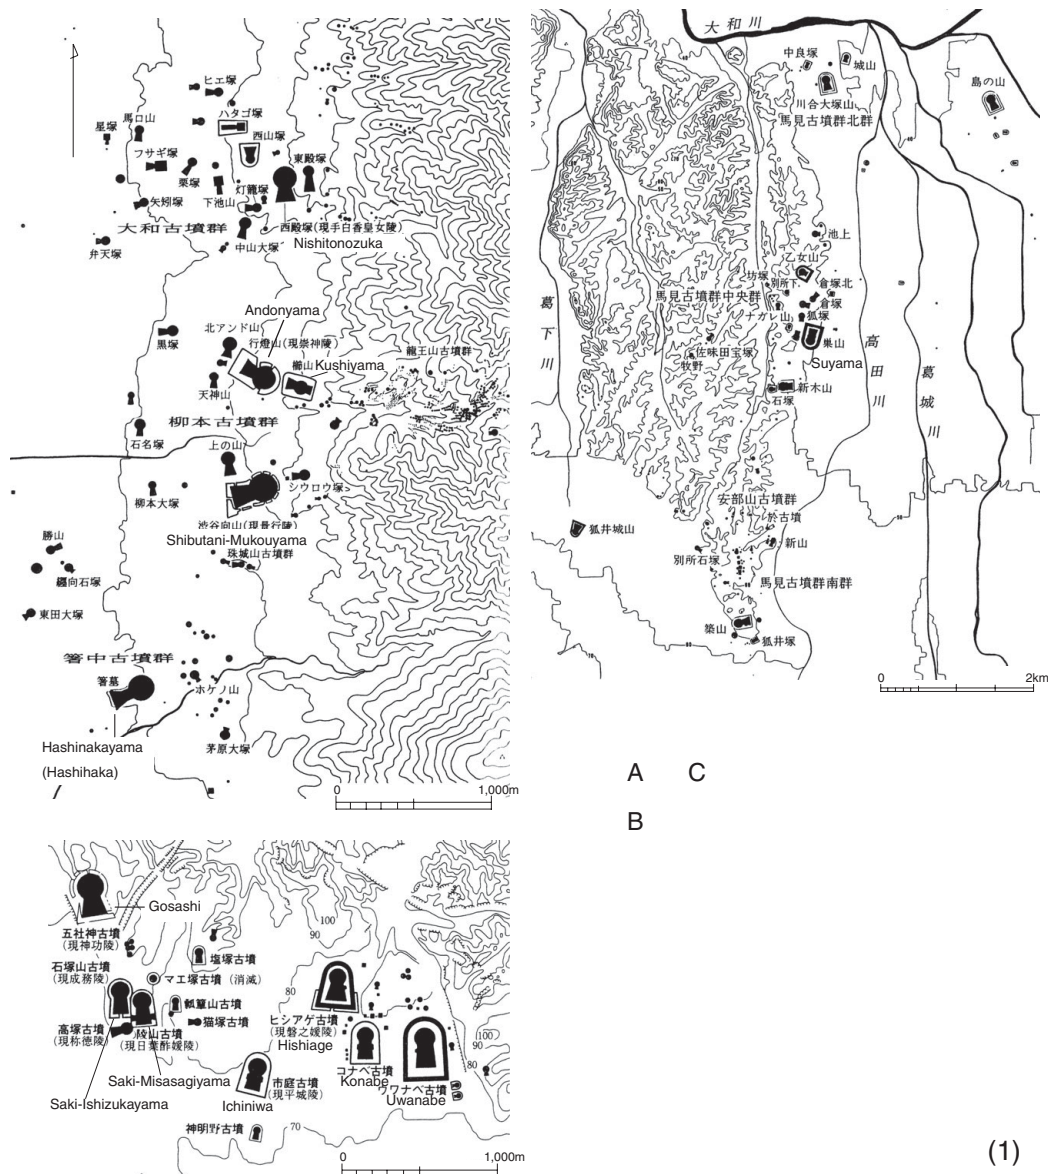 ヒエ塚
ハタゴ塚
馬口山
星塚
西山塚
フサギ塚
東殿塚
栗塚
灯籠塚
下池山
矢矧塚
大和古墳群
西殿塚(現手白香皇女陵)
Nishitonozuka
中山大塚
弁天塚
Andonyama
北アンド山
行燈山(現崇神陵
黒塚
櫛山
Kushiyama
龍王山古墳群
天神山
柳本古墳群
石名塚
上の山
シウロウ塚
柳本大塚
渋谷向山(現景行陵)
Shibutani-Mukouyama
勝山
珠城山古墳群
纒向石塚
東田大塚
箸中古墳群
箸墓
ホケノ山
Hashinakayama
(Hashihaka)
茅原大塚
0
1,000m
大和川
中良塚
城山
島の山
川合大塚山
馬見古墳群北群
池上
乙女山
坊塚
別所下
倉塚北
馬見古墳群中央群
倉塚
ナガレ山
狐塚
葛下川
佐味田宝塚
巣山
牧野
Suyama
高田川
葛城川
新木山
石塚
安部山古墳群
於古墳
狐井城山
新山
別所石塚
馬見古墳群南群
築山
狐井塚
0
2km
A
C
B
Gosashi
五社神古墳
(現神功陵)
100
90
塩塚古墳
石塚山古墳
(現成務陵)
マエ塚古墳 (消滅)
80
瓢簞山古墳
猫塚古墳
高塚古墳
(現称徳陵)
陵山古墳
(現日葉酢媛陵)
ヒシアゲ古墳
(現磐之媛陵)
Hishiage
100
90
80
コナベ古墳
Konabe
ウワナベ古墳
Uwanabe
Saki-Misasagiyama
市庭古墳
(現平城陵)
Saki-Ishizukayama
Ichiniwa
神明野古墳
70
0
1,000m
(1)